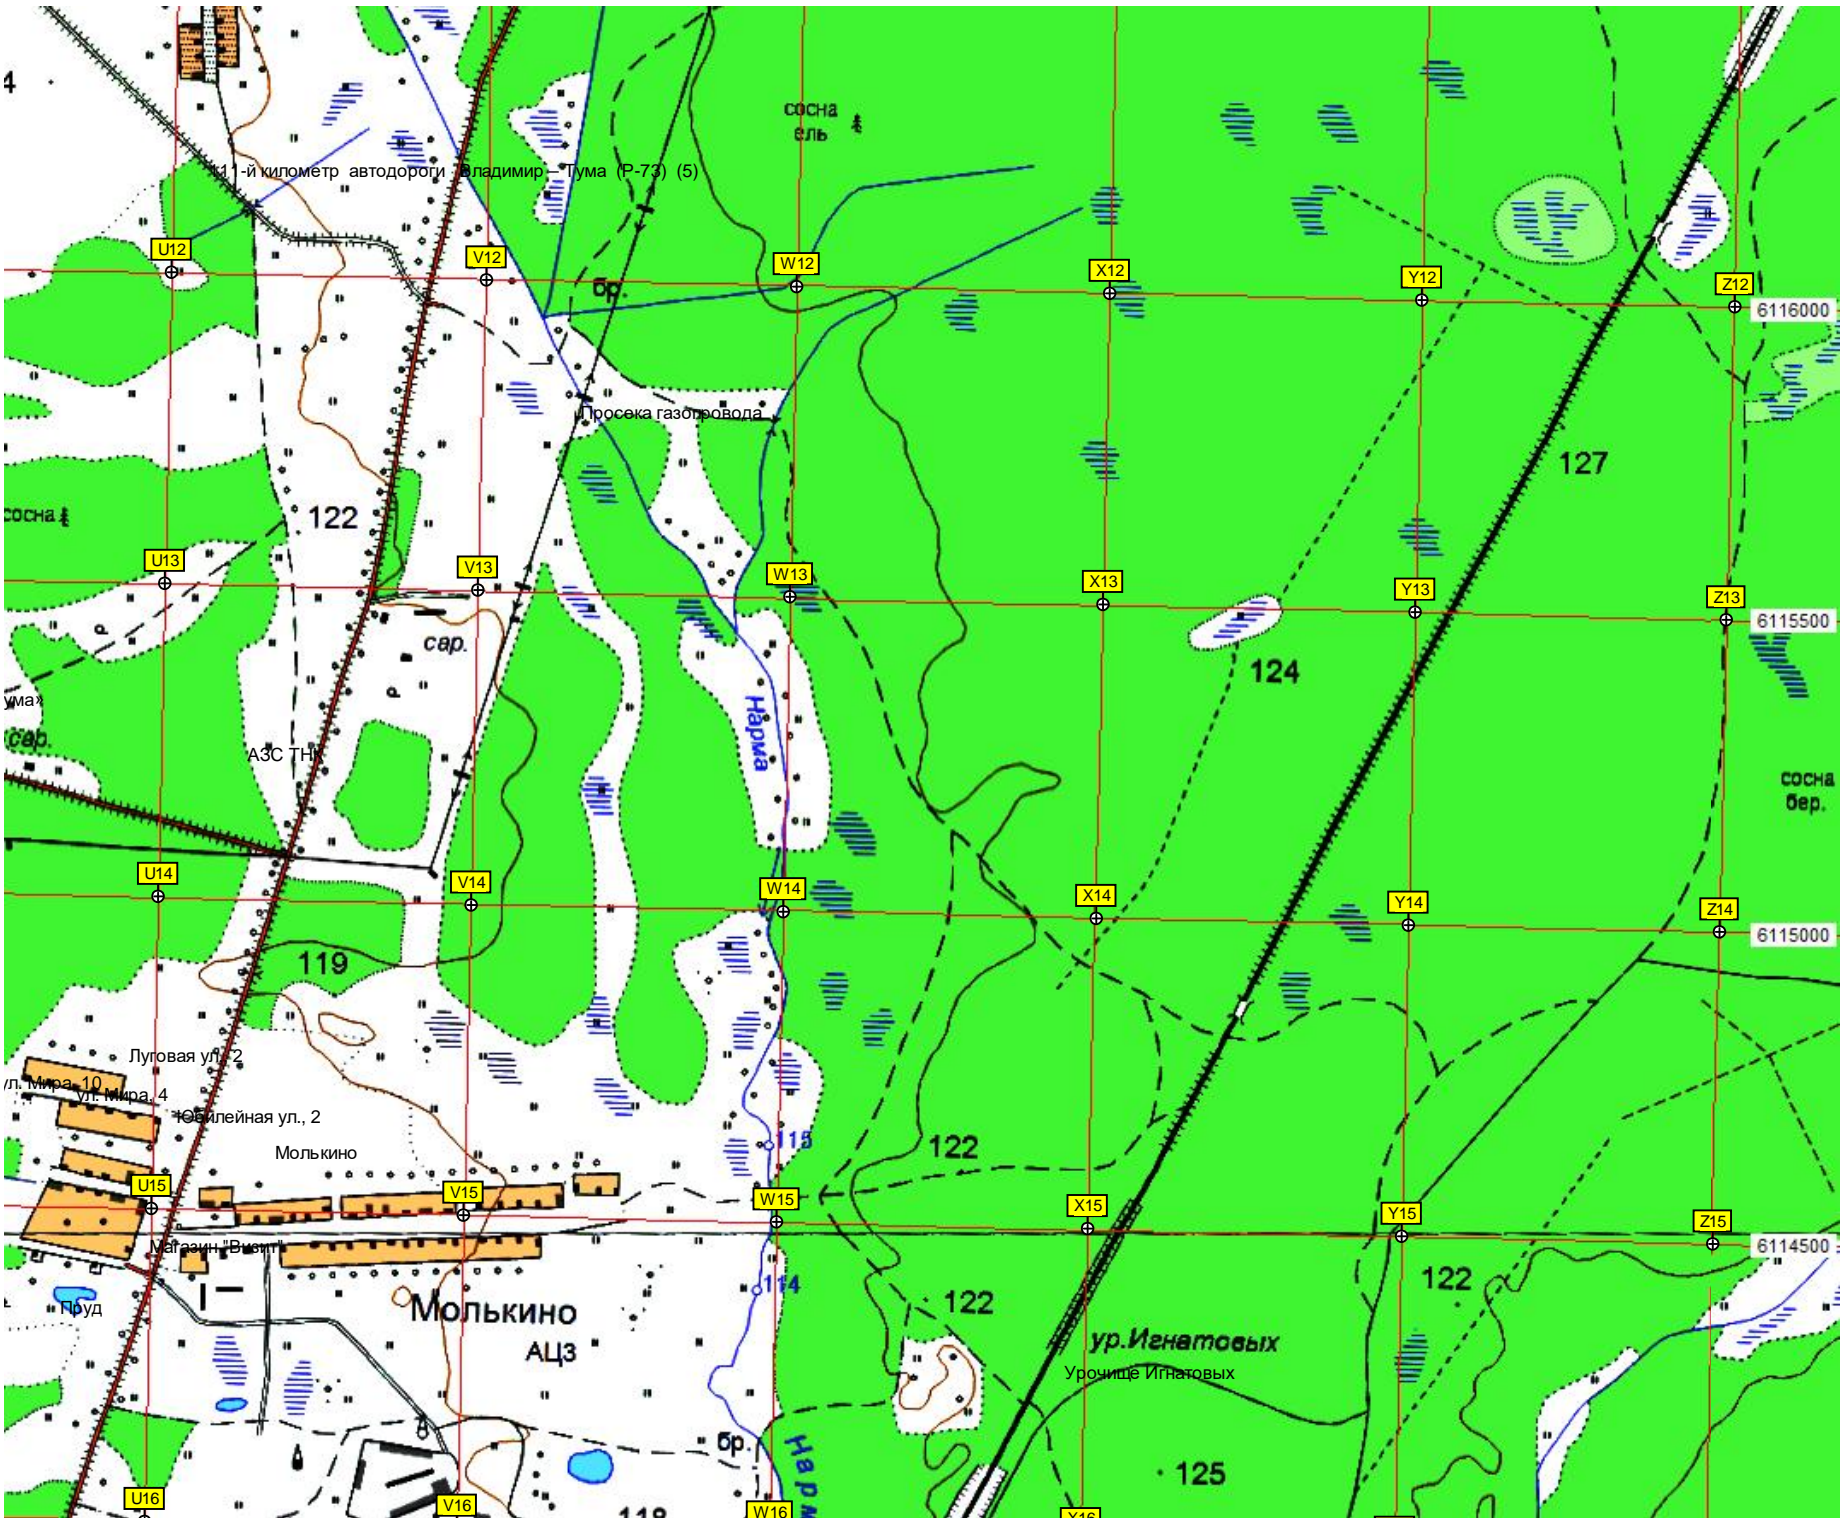 4
сосна
ель
111-й километр автодороги Владимир – Тума (Р-73) (5)
U12
V12
W12
X12
Y12
Z12
бр.
6116000
Просека газопровода
127
сосна
122
U13
V13
W13
X13
Y13
Z13
6115500
сар.
124
ума»
Нарма
сар.
АЗС ТН
сосна
бер.
U14
V14
W14
X14
Y14
Z14
6115000
119
Луговая ул., 2
ул. Мира, 10
ул. Мира, 4
Юбилейная ул., 2
115
122
Молькино
U15
V15
W15
X15
Y15
Z15
Магазин "Визит"
6114500
114
122
122
Пруд
Молькино
АЦЗ
ур.Игнатовых
Урочище Игнатовых
бр.
Нарм
125
U16
V16
W16
X16
118